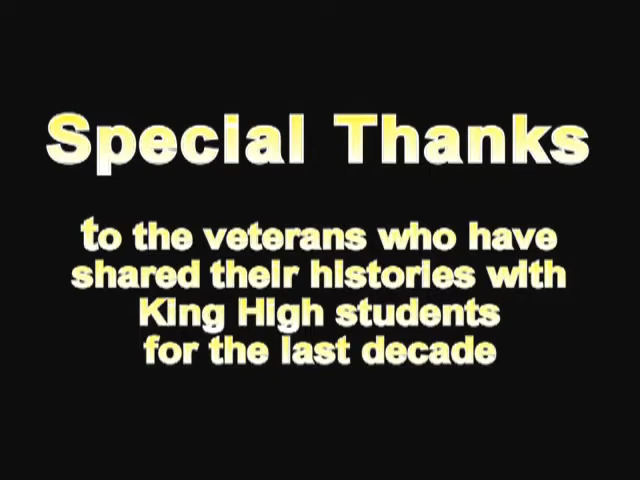 Special Thanks
to the veterans who have
shared their histories with
King High students
for the last decade